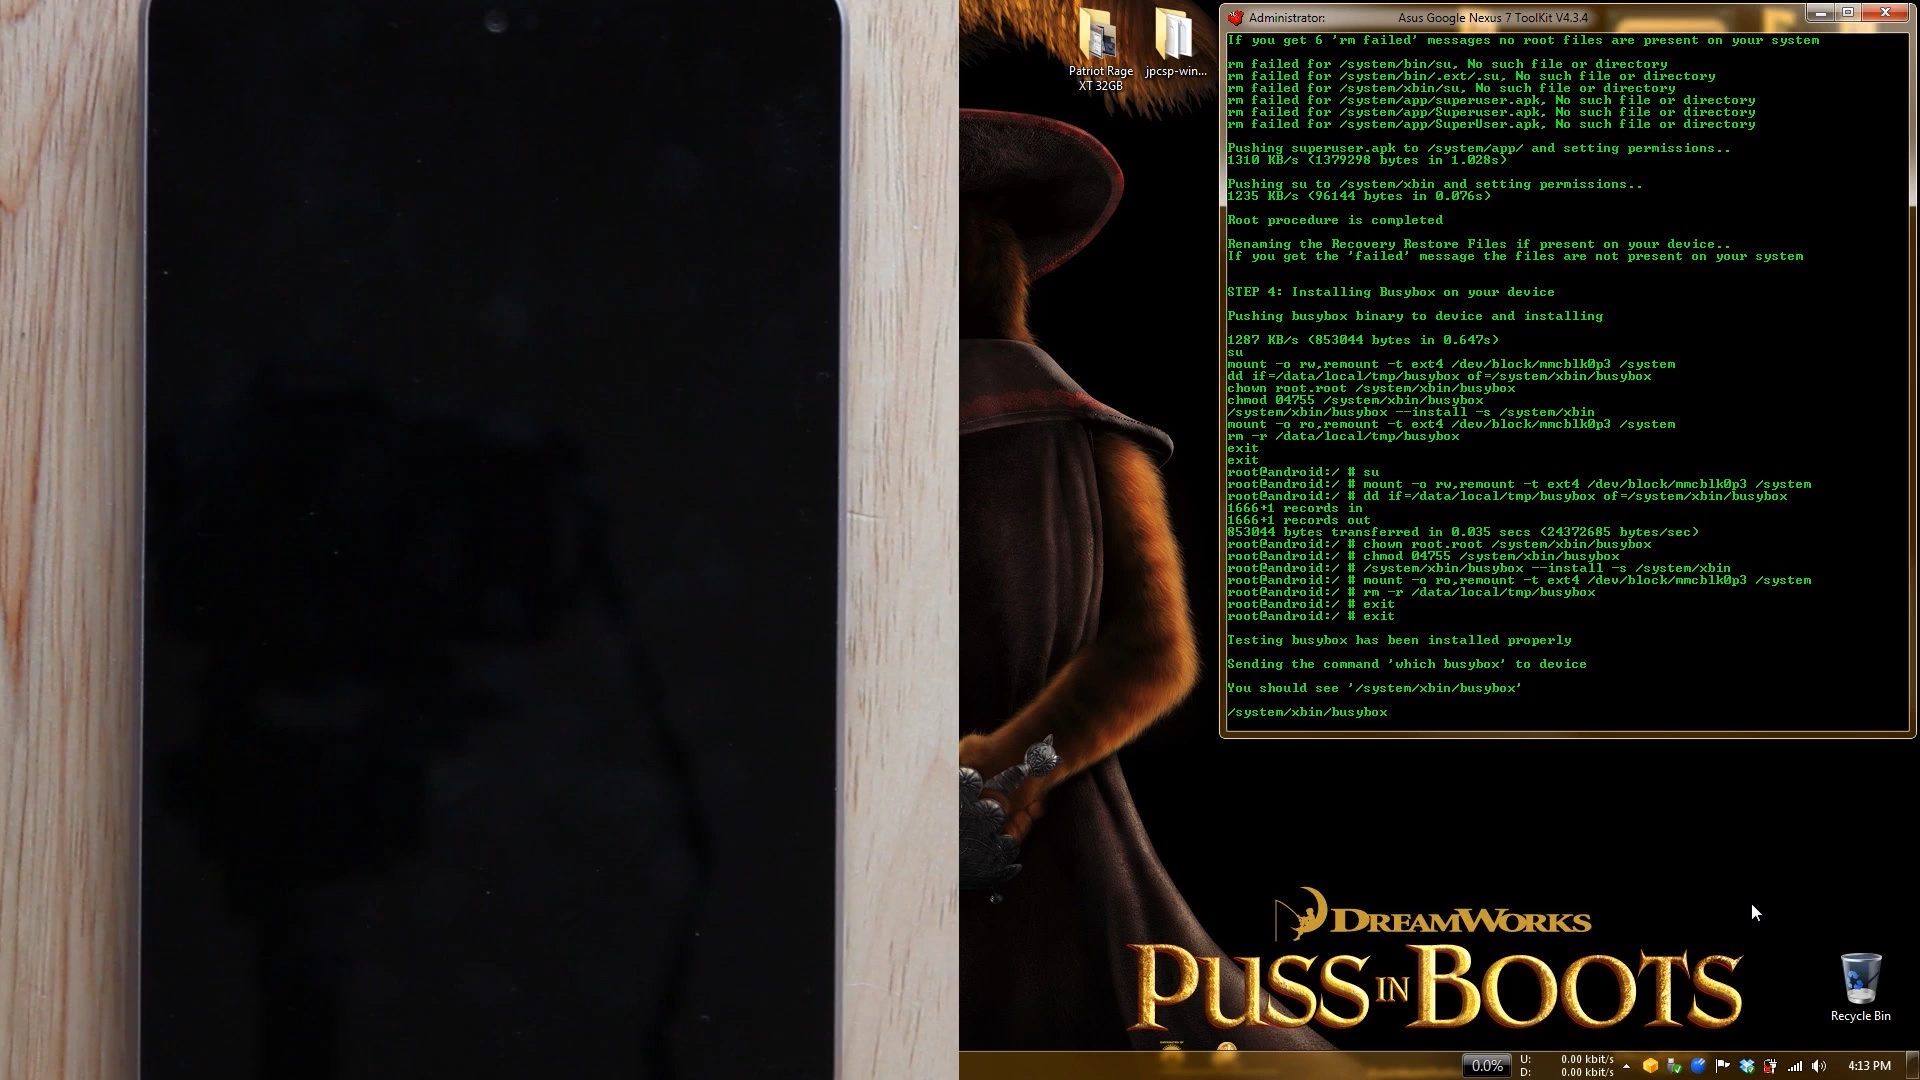 Patriot Rage
XT 32GB
jpcsp-win...
Administrator: Asus Google Nexus 7 ToolKit V4.3.4
If you get 6 'rm failed' messages no root files are present on your system
rm failed for /system/bin/su, No such file or directory
rm failed for /system/bin/.ext/.su, No such file or directory
rm failed for /system/xbin/su, No such file or directory
rm failed for /system/app/superuser.apk, No such file or directory
rm failed for /system/app/Superuser.apk, No such file or directory
rm failed for /system/app/SuperUser.apk, No such file or directory
Pushing superuser.apk to /system/app/ and setting permissions..
1310 KB/s (1379298 bytes in 1.028s)
Pushing su to /system/xbin and setting permissions..
1235 KB/s (96144 bytes in 0.076s)
Root procedure is completed
Renaming the Recovery Restore Files if present on your device..
If you get the 'failed' message the files are not present on your system
STEP 4: Installing Busybox on your device
Pushing busybox binary to device and installing
1287 KB/s (853044 bytes in 0.647s)
su
mount -o rw,remount -t ext4 /dev/block/mmcblk0p3 /system
dd if=/data/local/tmp/busybox of=/system/xbin/busybox
chown root.root /system/xbin/busybox
chmod 04755 /system/xbin/busybox
/system/xbin/busybox --install -s /system/xbin
mount -o ro,remount -t ext4 /dev/block/mmcblk0p3 /system
rm -r /data/local/tmp/busybox
exit
exit
root@android:/ # su
root@android:/ # mount -o rw,remount -t ext4 /dev/block/mmcblk0p3 /system
root@android:/ # dd if=/data/local/tmp/busybox of=/system/xbin/busybox
1666+1 records in
1666+1 records out
853044 bytes transferred in 0.035 secs (24372685 bytes/sec)
root@android:/ # chown root.root /system/xbin/busybox
root@android:/ # chmod 04755 /system/xbin/busybox
root@android:/ # /system/xbin/busybox --install -s /system/xbin
root@android:/ # mount -o ro,remount -t ext4 /dev/block/mmcblk0p3 /system
root@android:/ # rm -r /data/local/tmp/busybox
root@android:/ # exit
root@android:/ # exit
Testing busybox has been installed properly
Sending the command 'which busybox' to device
You should see '/system/xbin/busybox'
/system/xbin/busybox
DREAMWORKS
PUSS IN BOOTS
Recycle Bin
0.0%
U: 0.00 kbit/s
D: 0.00 kbit/s
4:13 PM